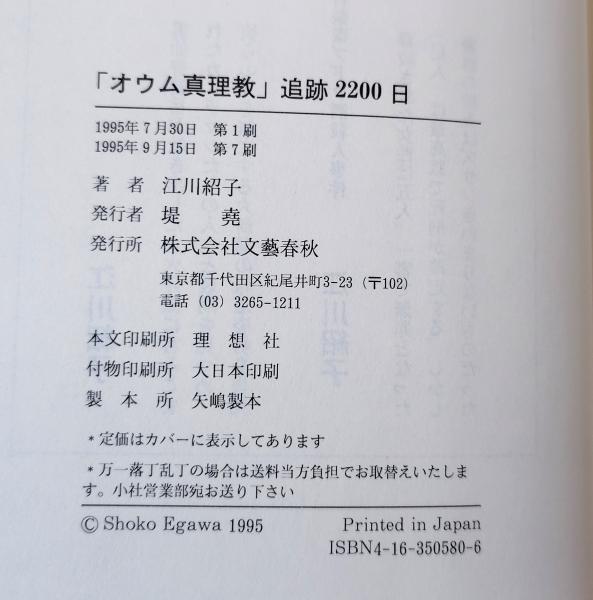 「オウム真理教」追跡 2200 日
1995年7月30日 第1刷
1995年9月15日 第7刷
著 者 江川紹子
発行者 堤 堯
発行所 株式会社文藝春秋
東京都千代田区紀尾井町3-23（〒102）
電話（03）3265-1211
本文印刷所 理 想 社
付物印刷所 大日本印刷
製 本 所 矢嶋製本
*定価はカバーに表示してあります
*万一落丁乱丁の場合は送料当方負担でお取替えいたしま
す。小社営業部宛お送り下さい
© Shoko Egawa 1995 Printed in Japan
ISBN4-16-350580-6